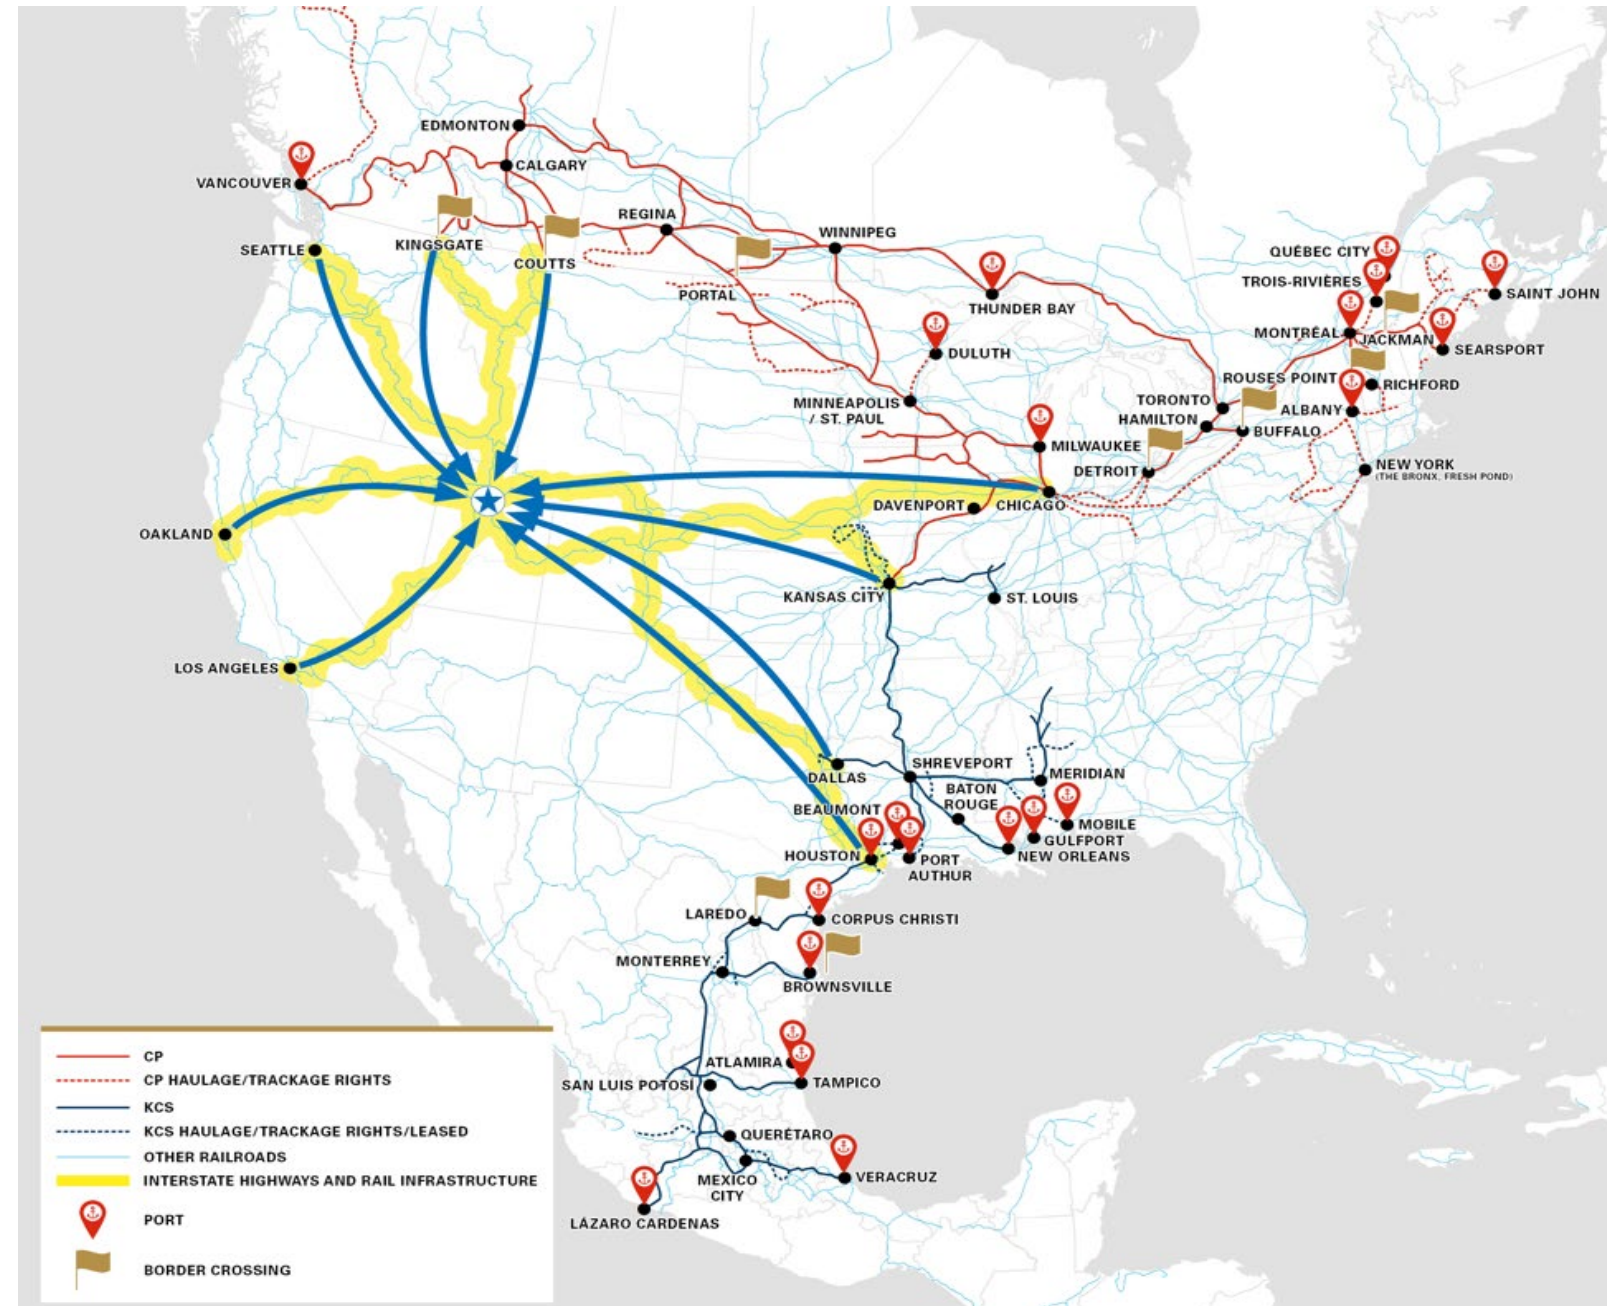 EDMONTON
CALGARY
VANCOUVER
SEATTLE
KINGSGATE
COUTTS
REGINA
WINNIPEG
PORTAL
THUNDER BAY
DULUTH
MINNEAPOLIS
/ ST. PAUL
MILWAUKEE
DAVENPORT
CHICAGO
QUÉBEC CITY
TROIS-RIVIÈRES
SAINT JOHN
MONTRÉAL
JACKMAN
SEARSPORT
ROUSES POINT
RICHFORD
TORONTO
ALBANY
HAMILTON
BUFFALO
DETROIT
NEW YORK
(THE BRONX, FRESH POND)
OAKLAND
KANSAS CITY
ST. LOUIS
LOS ANGELES
DALLAS
SHREVEPORT
MERIDIAN
BATON
ROUGE
BEAUMONT
MOBILE
GULFPORT
NEW ORLEANS
HOUSTON
PORT
AUTHUR
LAREDO
CORPUS CHRISTI
MONTERREY
BROWNSVILLE
ATLAMIRA
TAMPICO
SAN LUIS POTOSÍ
QUERÉTARO
MEXICO
CITY
VERACRUZ
LÁZARO CARDENAS
CP
CP HAULAGE/TRACKAGE RIGHTS
KCS
KCS HAULAGE/TRACKAGE RIGHTS/LEASED
OTHER RAILROADS
INTERSTATE HIGHWAYS AND RAIL INFRASTRUCTURE
PORT
BORDER CROSSING